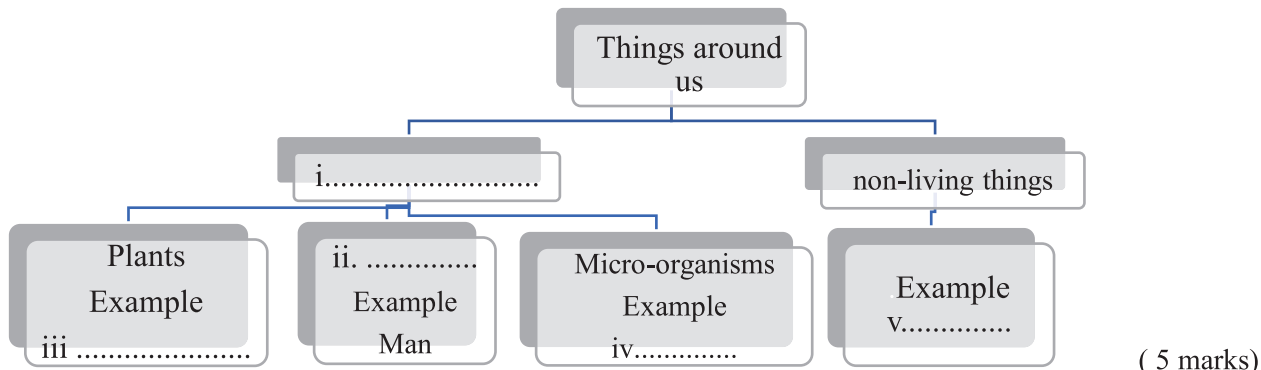 Things around
us
i...........................
non-living things
Plants
Example
iii ......................
ii. ..............
Example
Man
Micro-organisms
Example
iv.............
.Example
v..............
( 5 marks)